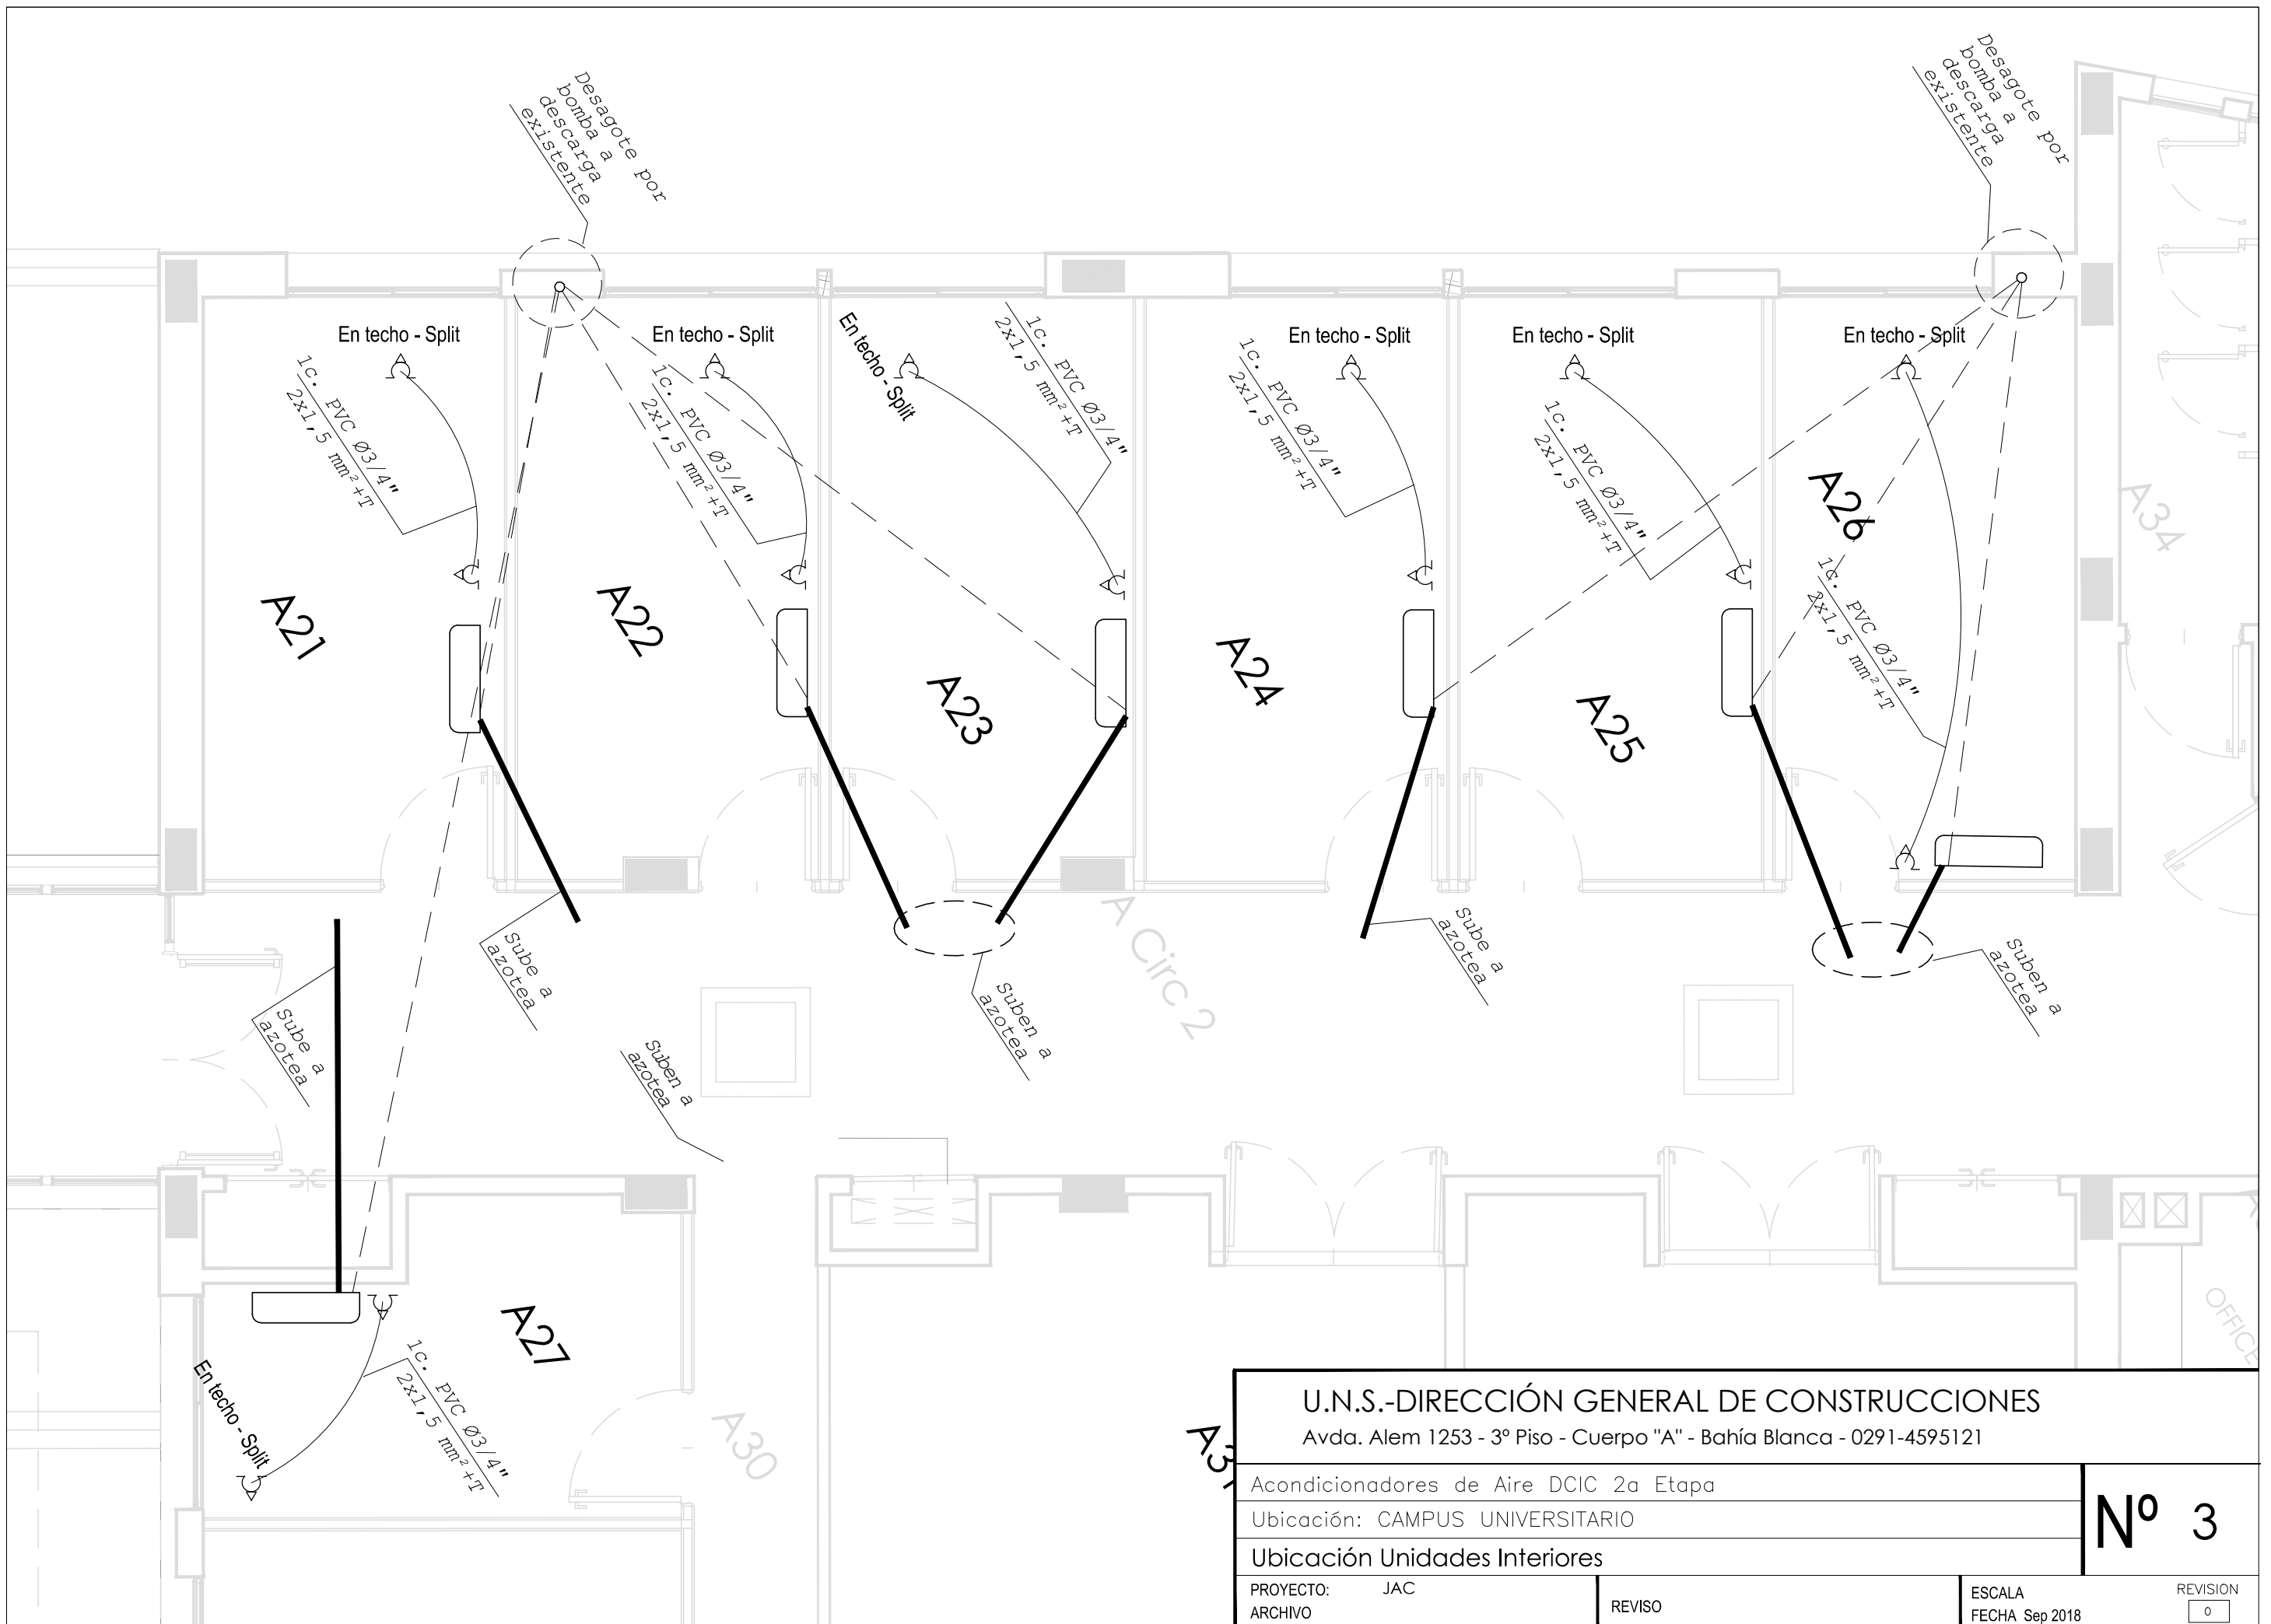 Desagote por
bomba a
descarga
existente
Desagote por
bomba a
descarga
existente
En techo - Split
En techo - Split
En techo - Split
En techo - Split
En techo - Split
En techo - Split
1c. PVC Ø3/4"
2x1,5 mm²+T
1c. PVC Ø3/4"
2x1,5 mm²+T
1c. PVC Ø3/4"
2x1,5 mm²+T
1c. PVC Ø3/4"
2x1,5 mm²+T
1c. PVC Ø3/4"
2x1,5 mm²+T
1c. PVC Ø3/4"
2x1,5 mm²+T
A21
A22
A23
A24
A25
A26
A34
Sube a
azotea
Sube a
azotea
Suben a
azotea
Suben a
azotea
A Circ 2
Sube a
azotea
Suben a
azotea
A27
En techo - Split
1c. PVC Ø3/4"
2x1,5 mm²+T
A30
OFFICE
U.N.S.-DIRECCIÓN GENERAL DE CONSTRUCCIONES
Avda. Alem 1253 - 3º Piso - Cuerpo "A" - Bahía Blanca - 0291-4595121
Acondicionadores de Aire DCIC 2a Etapa
Ubicación: CAMPUS UNIVERSITARIO
Ubicación Unidades Interiores
Nº 3
PROYECTO: JAC
ARCHIVO
REVISO
ESCALA
FECHA Sep 2018
REVISION
0